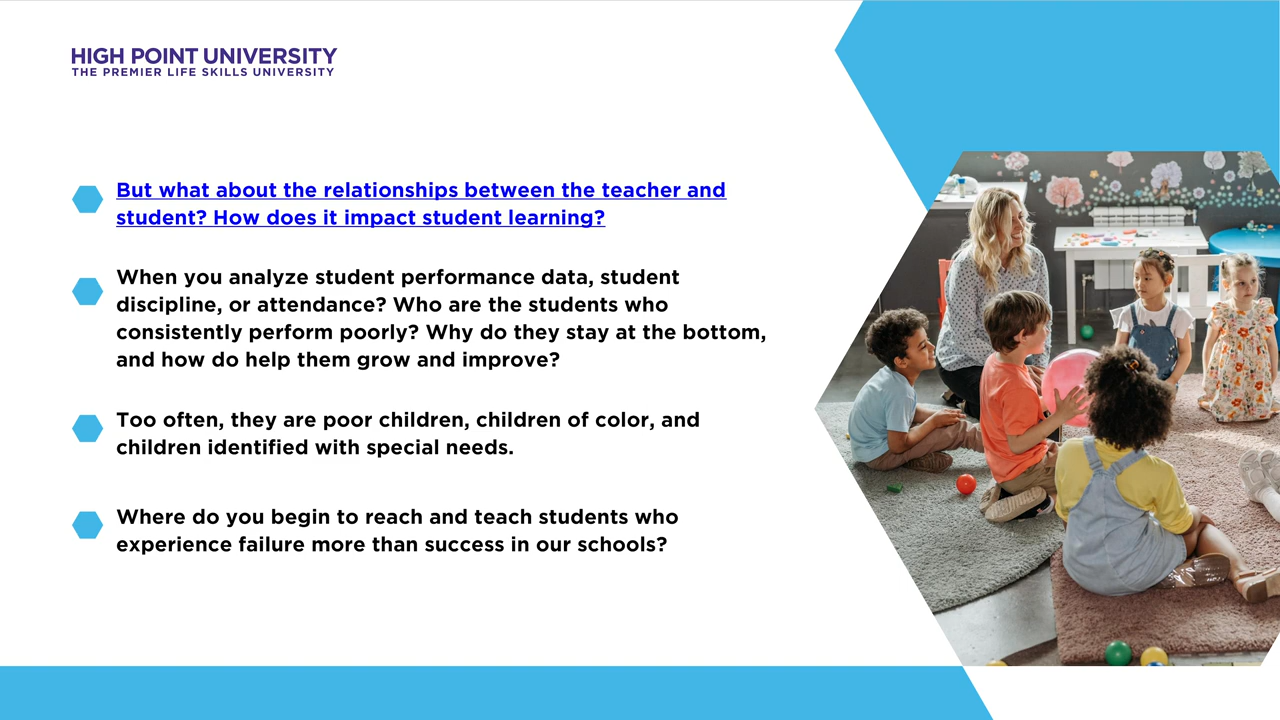 HIGH POINT UNIVERSITY
THE PREMIER LIFE SKILLS UNIVERSITY
But what about the relationships between the teacher and
student? How does it impact student learning?
When you analyze student performance data, student
discipline, or attendance? Who are the students who
consistently perform poorly? Why do they stay at the bottom,
and how do help them grow and improve?
Too often, they are poor children, children of color, and
children identified with special needs.
Where do you begin to reach and teach students who
experience failure more than success in our schools?